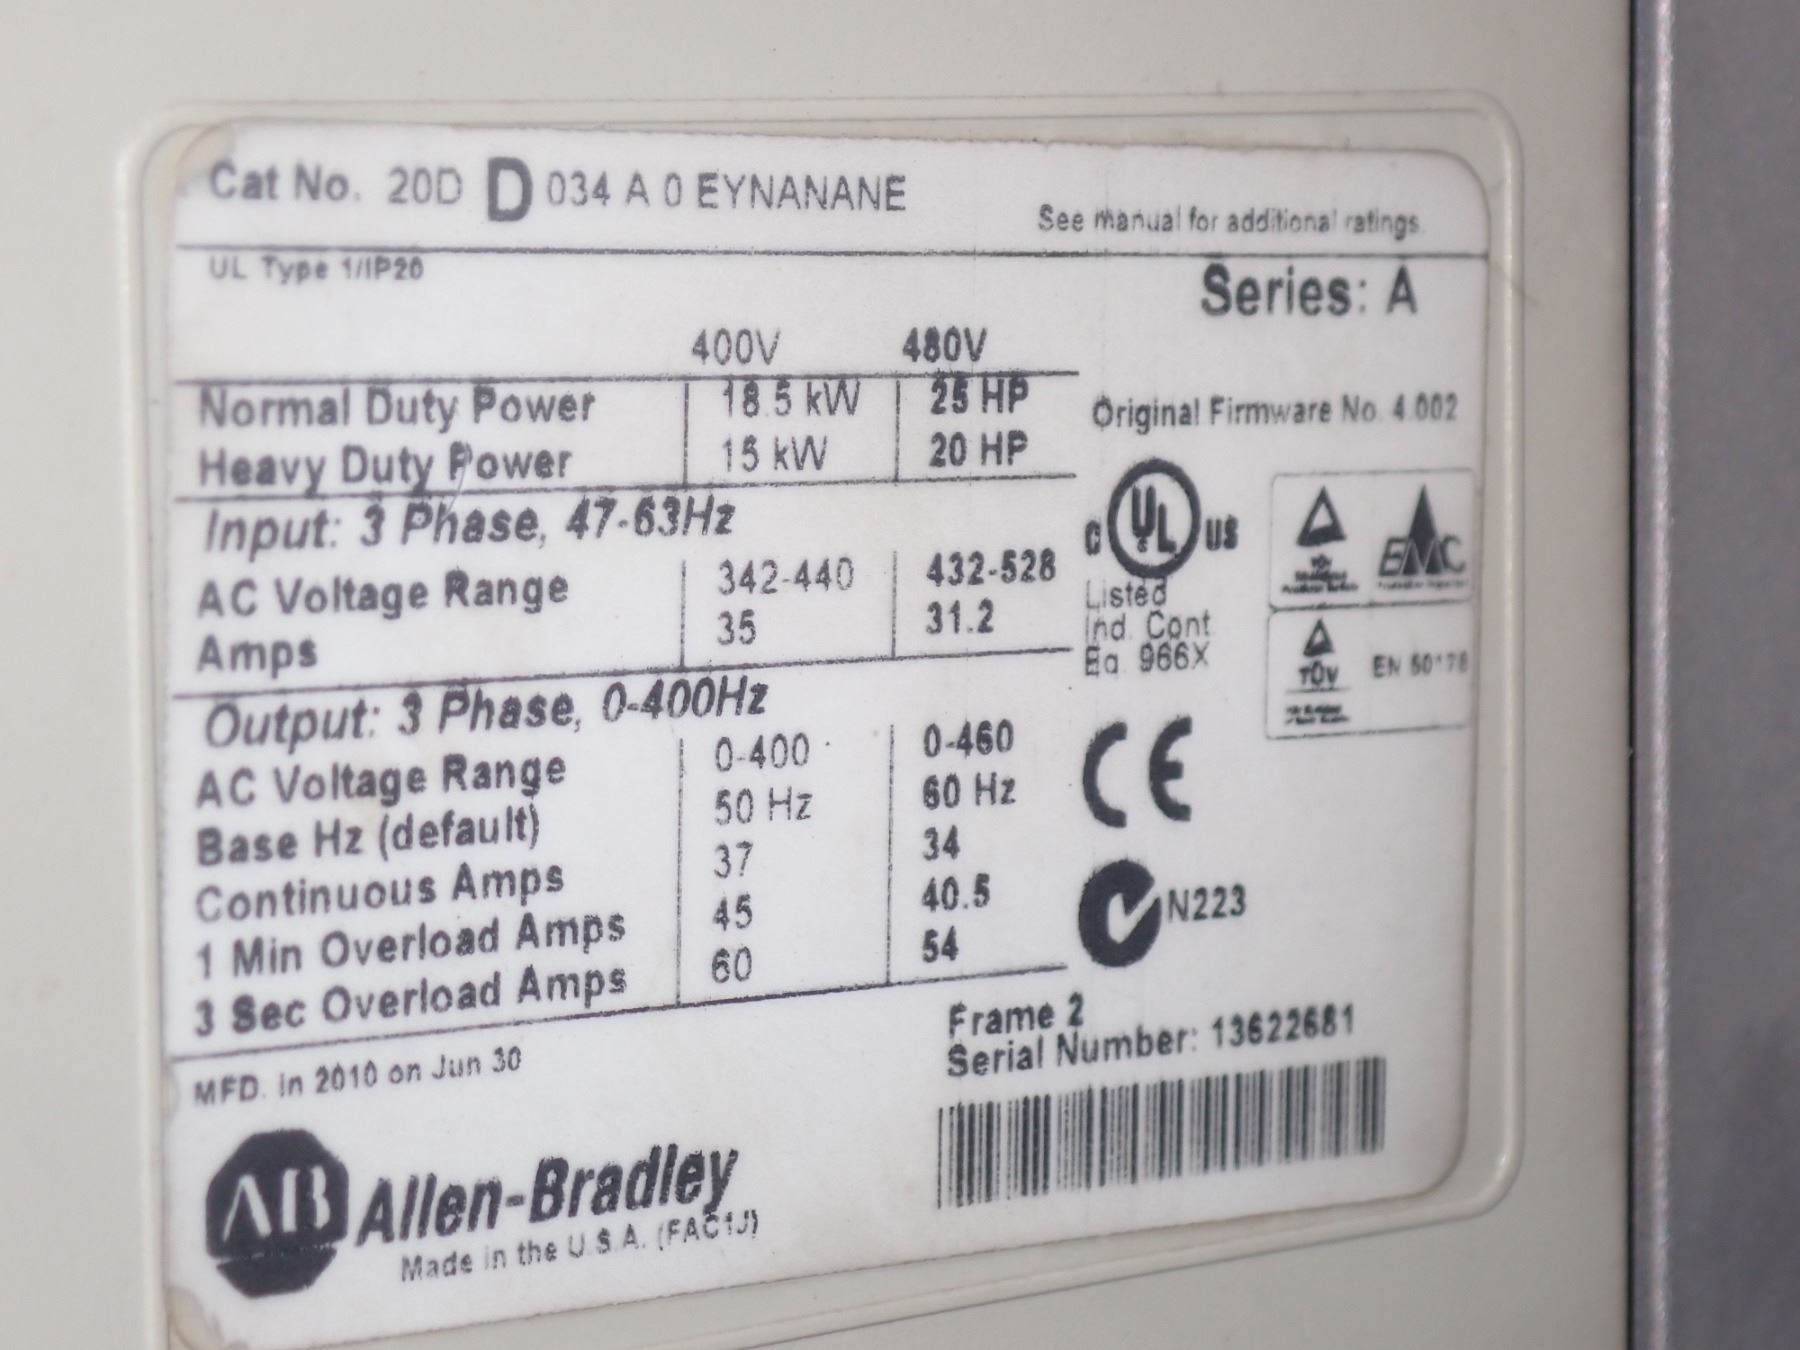 Cat No. 20D D 034 A 0 EYNANANE
See manual for additional ratings.
UL Type 1/IP20
Series: A
400V 480V
Normal Duty Power 18.5 kW 25 HP
Heavy Duty Power 15 kW 20 HP
Original Firmware No. 4.002
Input: 3 Phase, 47-63Hz
AC Voltage Range 342-440 432-528
Amps 35 31.2
C UL US
Listed
Ind. Cont.
Eq. 966X
EMC
TÜV
EN 50178
Output: 3 Phase, 0-400Hz
AC Voltage Range 0-400 0-460
Base Hz (default) 50 Hz 60 Hz
Continuous Amps 37 34
1 Min Overload Amps 45 40.5
3 Sec Overload Amps 60 54
CE
N223
Frame 2
Serial Number: 13622681
MFD. in 2010 on Jun 30
AB Allen-Bradley
Made in the U.S.A. (FAC1J)